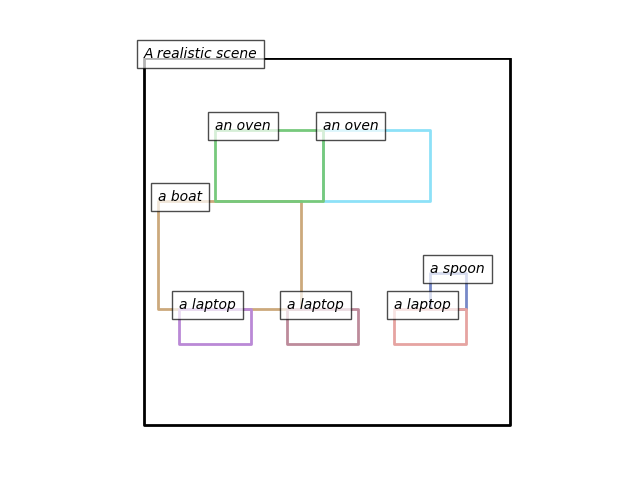 A realistic scene
an oven
an oven
a boat
a spoon
a laptop
a laptop
a laptop